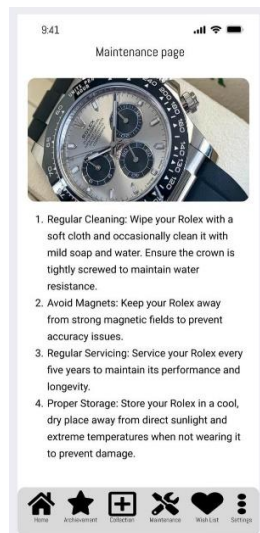 9:41
Maintenance page
ROLEX
1. Regular Cleaning: Wipe your Rolex with a
soft cloth and occasionally clean it with
mild soap and water. Ensure the crown is
tightly screwed to maintain water
resistance.
2. Avoid Magnets: Keep your Rolex away
from strong magnetic fields to prevent
accuracy issues.
3. Regular Servicing: Service your Rolex every
five years to maintain its performance and
longevity.
4. Proper Storage: Store your Rolex in a cool,
dry place away from direct sunlight and
extreme temperatures when not wearing it
to prevent damage.
Home Archievement Collection Maintenance Wish List Settings